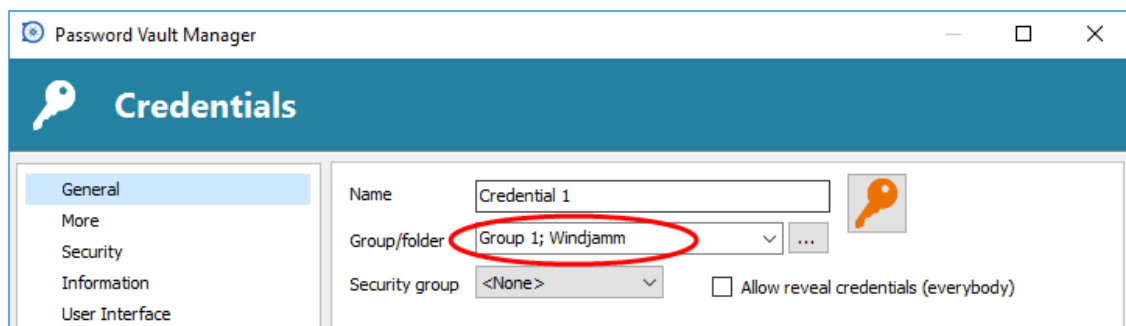 Password Vault Manager
Credentials
General
More
Security
Information
User Interface
Name
Credential 1
Group/folder
Group 1; Windjamm
...
Security group
<None>
Allow reveal credentials (everybody)